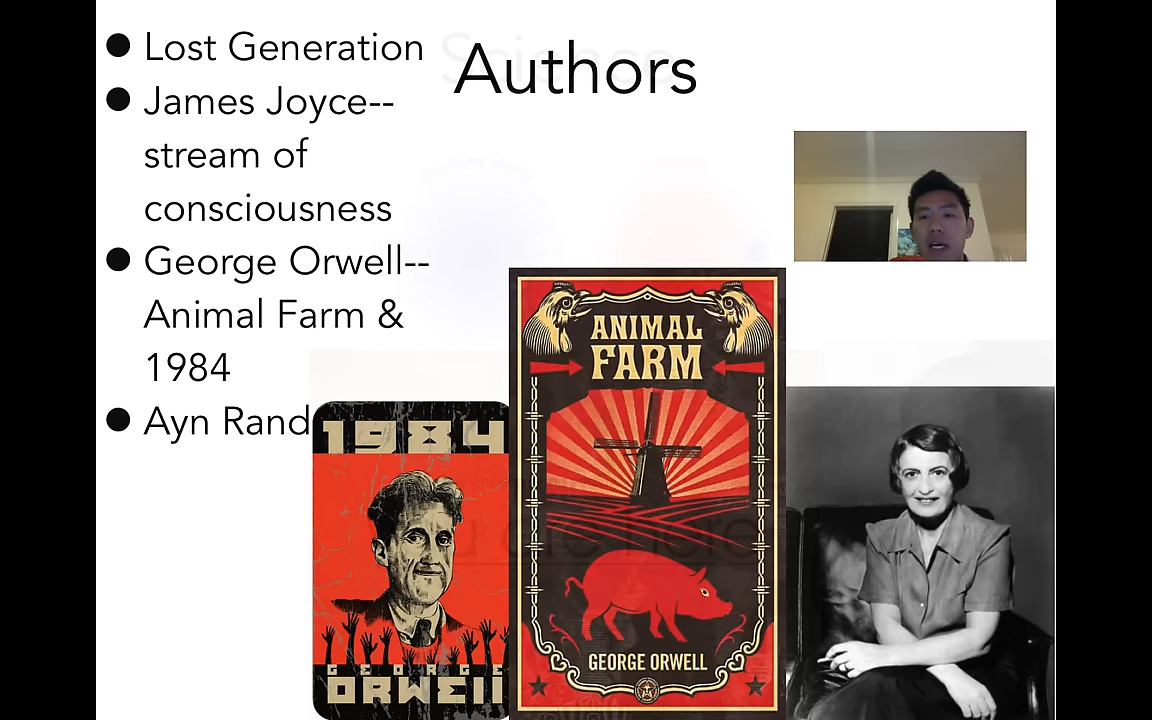 Authors
● Lost Generation
● James Joyce--
stream of
consciousness
● George Orwell--
Animal Farm &
1984
● Ayn Rand
1984
GEORGE
ORWEll
ANIMAL
FARM
GEORGE ORWELL